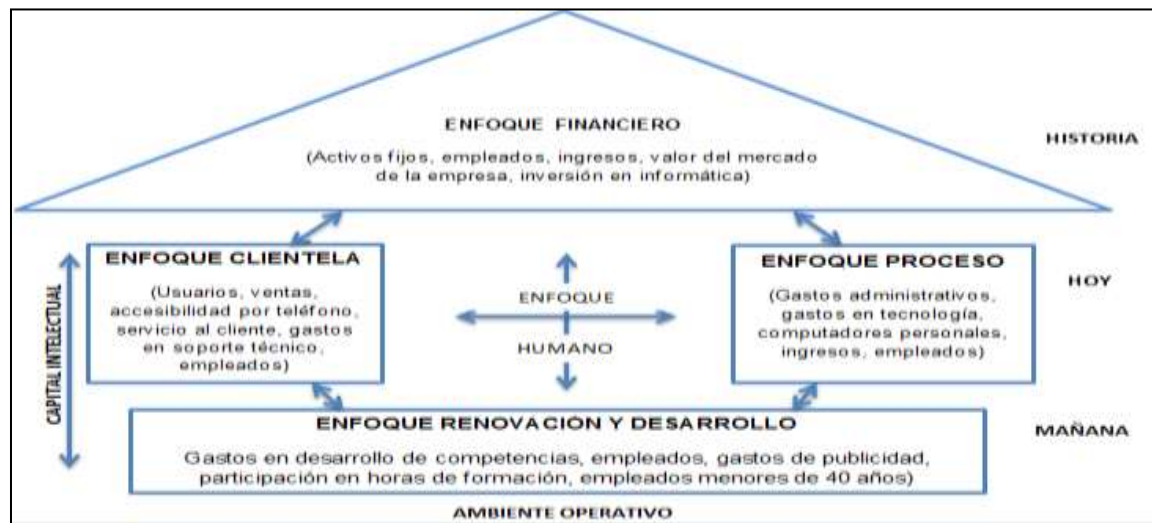 ENFOQUE FINANCIERO
(Activos fijos, empleados, ingresos, valor del mercado
de la empresa, inversión en informática)
HISTORIA
ENFOQUE CLIENTELA
(Usuarios, ventas,
accesibilidad por teléfono,
servicio al cliente, gastos
en soporte técnico,
empleados)
ENFOQUE
HUMANO
ENFOQUE PROCESO
(Gastos administrativos,
gastos en tecnología,
computadores personales,
ingresos, empleados)
HOY
CAPITAL INTELECTUAL
ENFOQUE RENOVACIÓN Y DESARROLLO
Gastos en desarrollo de competencias, empleados, gastos de publicidad,
participación en horas de formación, empleados menores de 40 años)
MAÑANA
AMBIENTE OPERATIVO